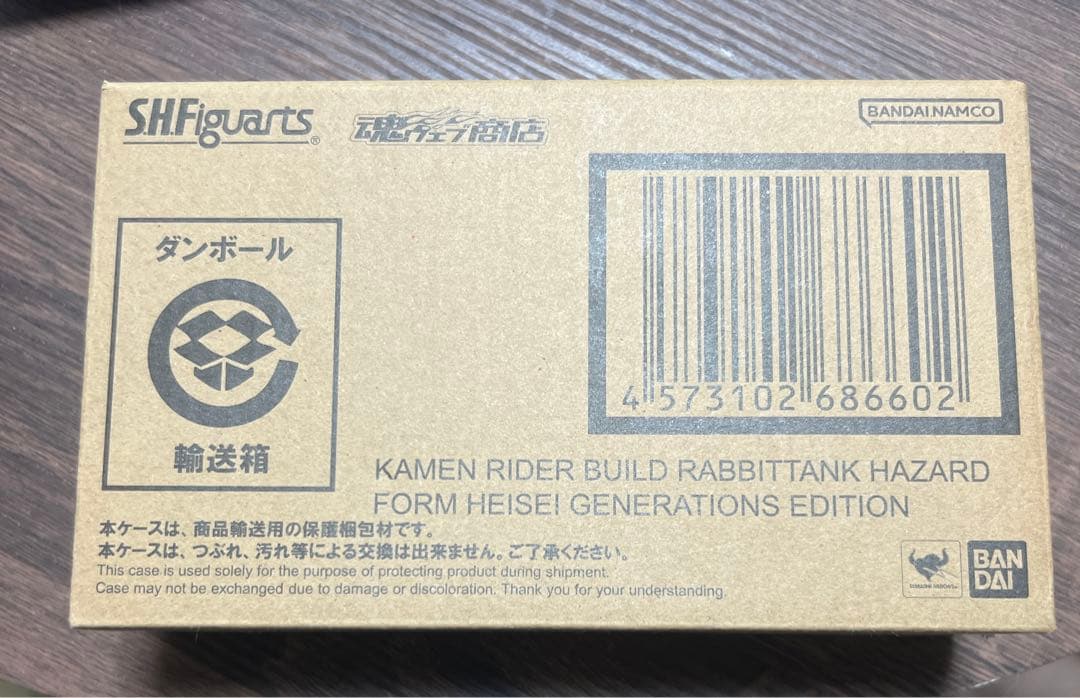 S.H.Figuarts®
魂ウェブ商店
BANDAI NAMCO
ダンボール
輸送箱
4 573102 686602
KAMEN RIDER BUILD RABBITTANK HAZARD
FORM HEISEI GENERATIONS EDITION
本ケースは、商品輸送用の保護梱包材です。
本ケースは、つぶれ、汚れ等による交換は出来ません。ご了承ください。
This case is used solely for the purpose of protecting product during shipment.
Case may not be exchanged due to damage or discoloration. Thank you for your understanding.
BAN
DAI